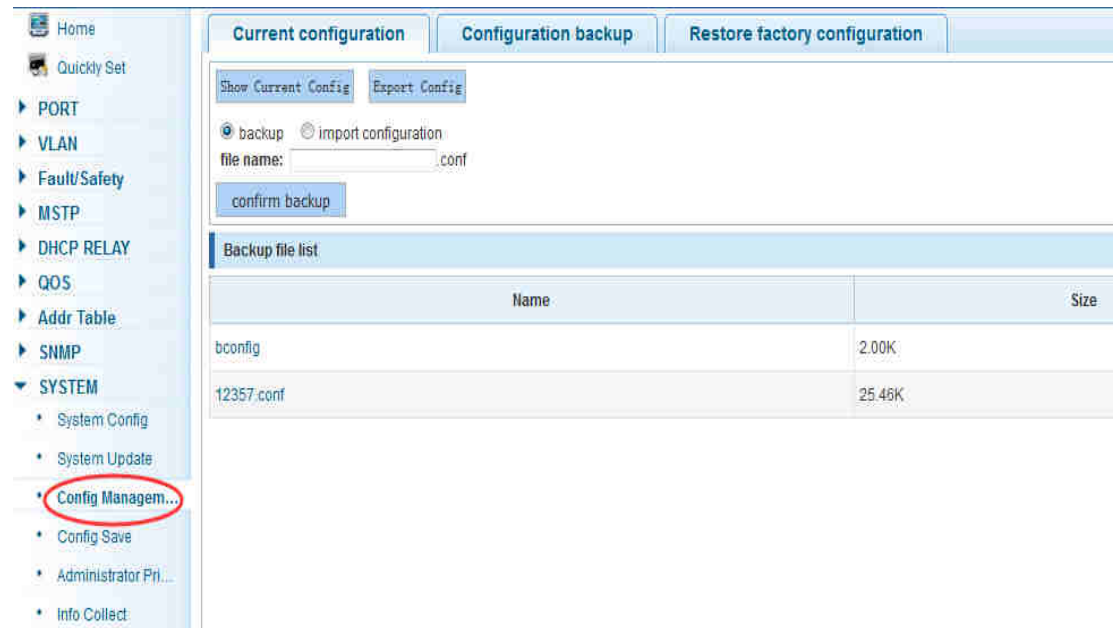 Home
Quickly Set
PORT
VLAN
Fault/Safety
MSTP
DHCP RELAY
QOS
Addr Table
SNMP
SYSTEM
System Config
System Update
Config Managem...
Config Save
Administrator Pri...
Info Collect
Current configuration
Configuration backup
Restore factory configuration
Show Current Config
Export Config
backup
import configuration
file name: .conf
confirm backup
Backup file list
Name Size
bconfig 2.00K
12357.conf 25.46K